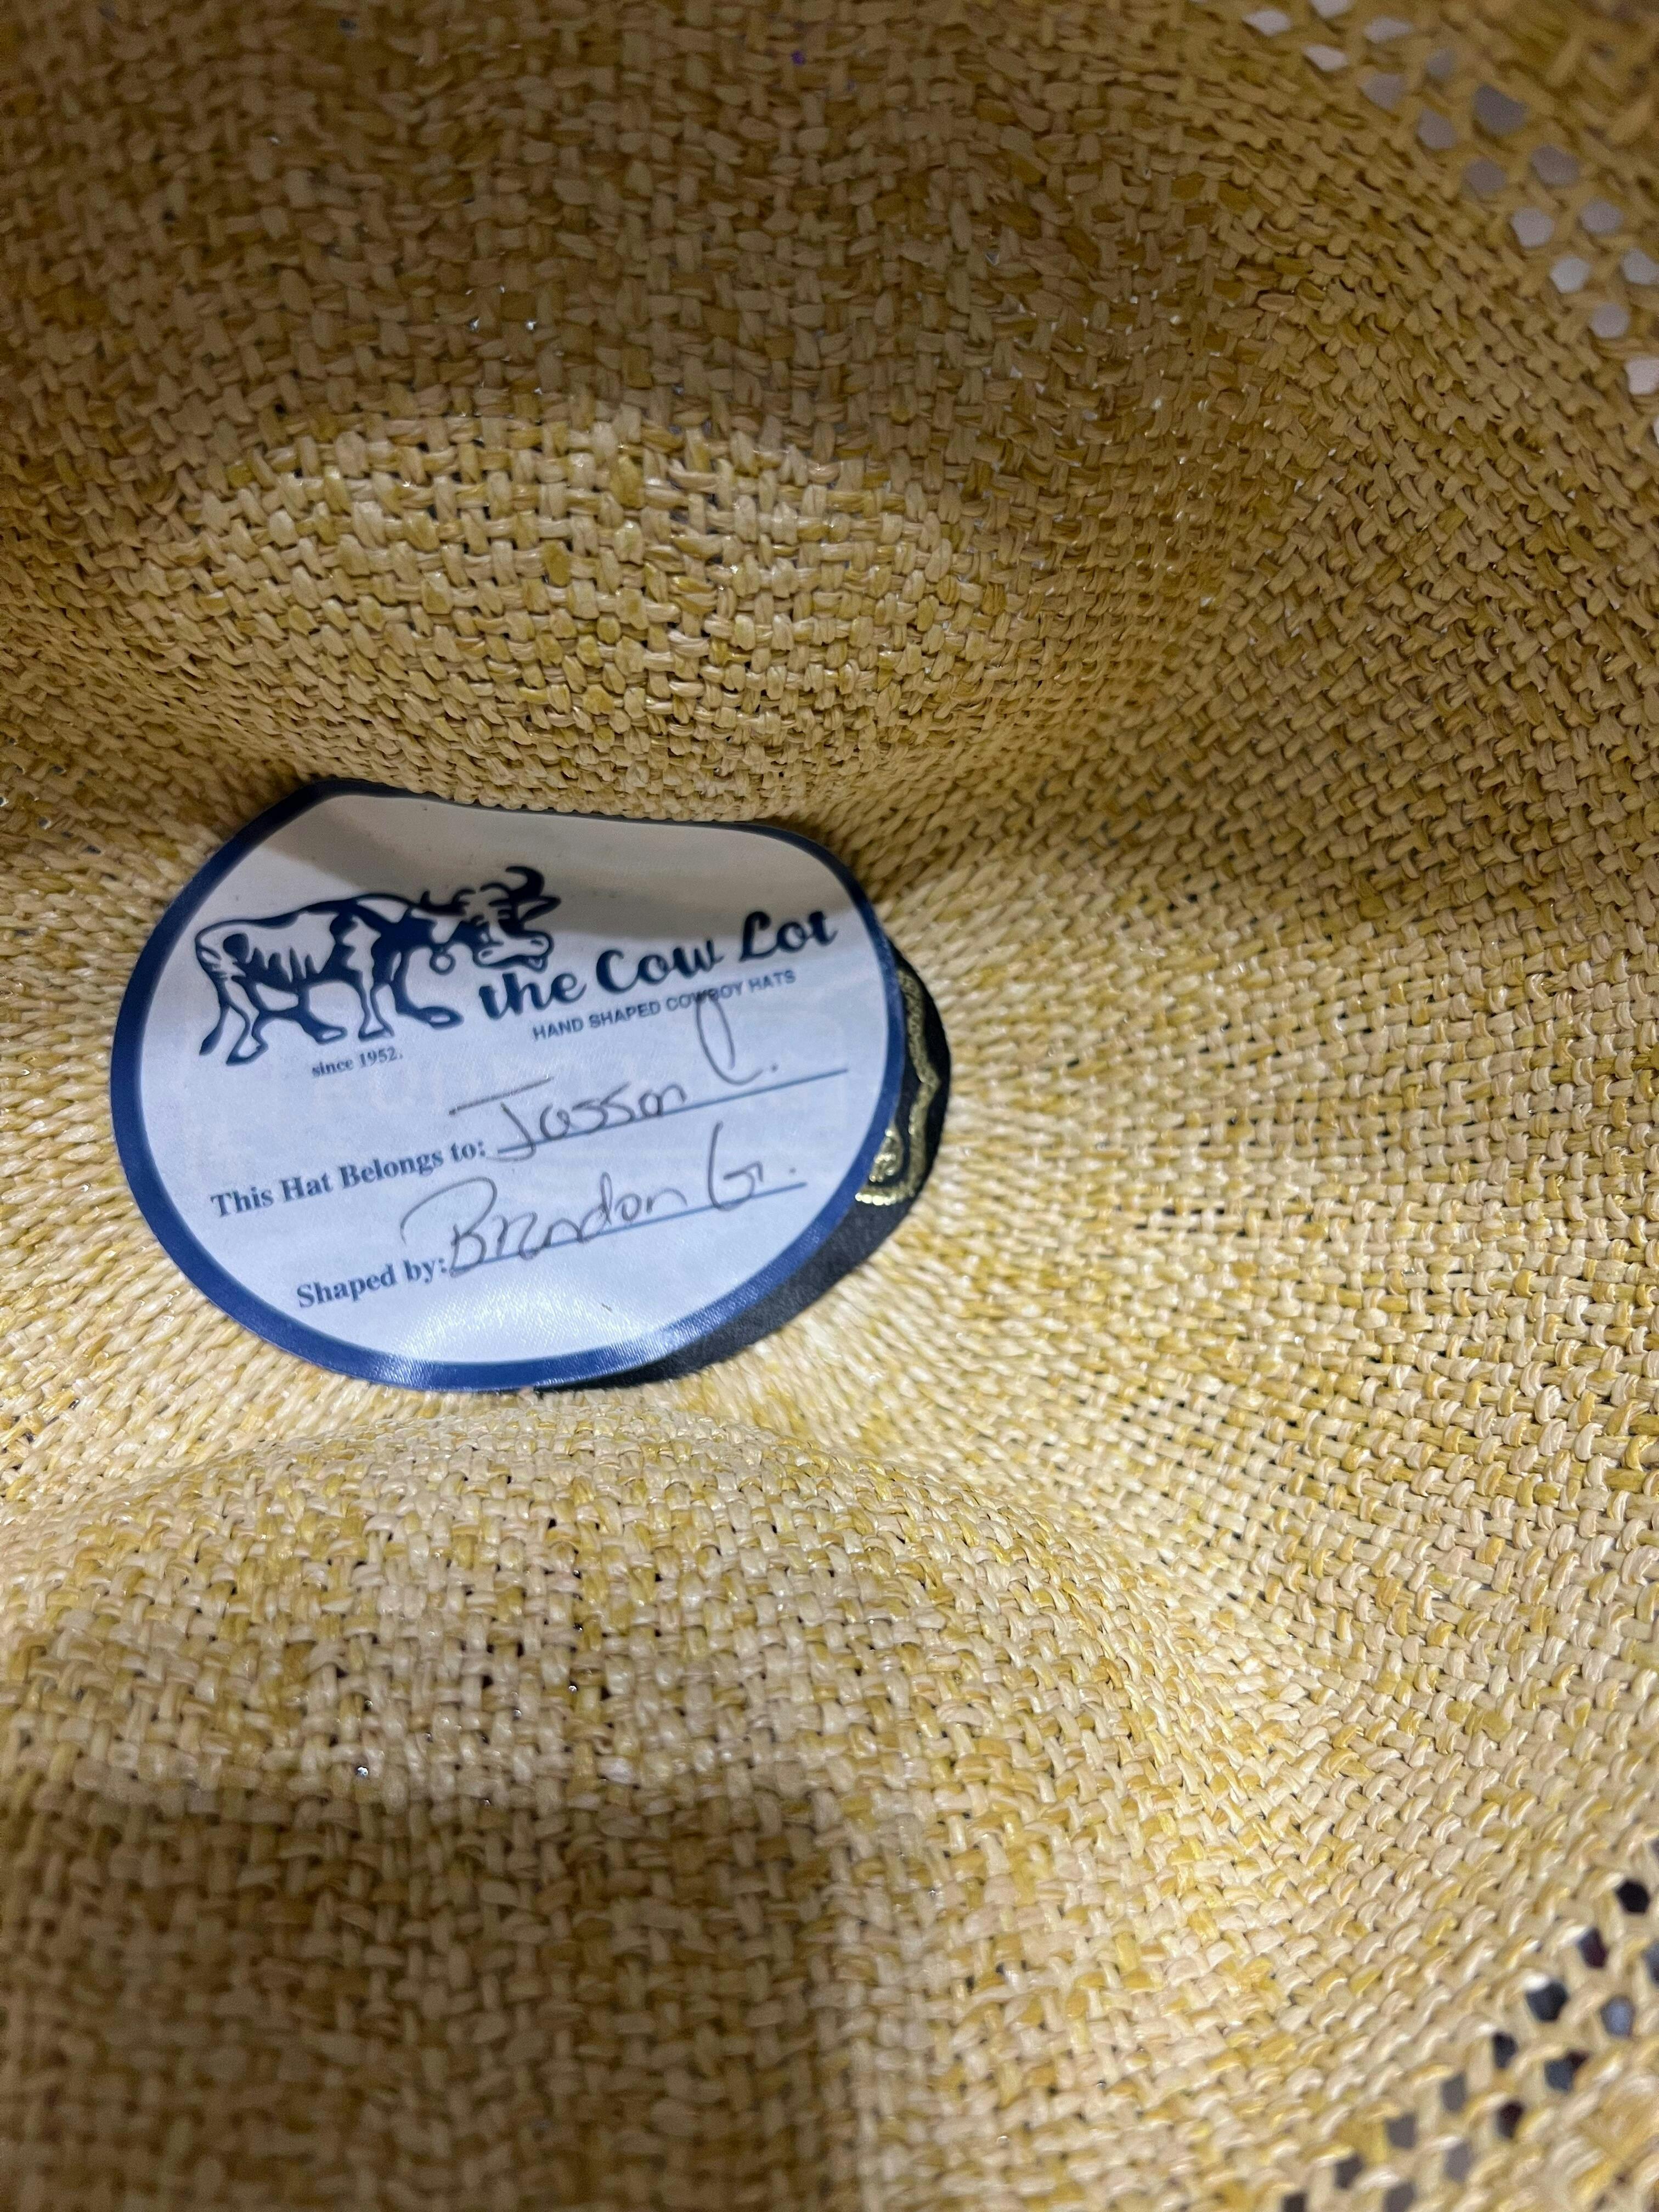 the Cow Lot
HAND SHAPED COWBOY HATS
since 1952.
This Hat Belongs to: Jasson C.
Shaped by: Brandon G.